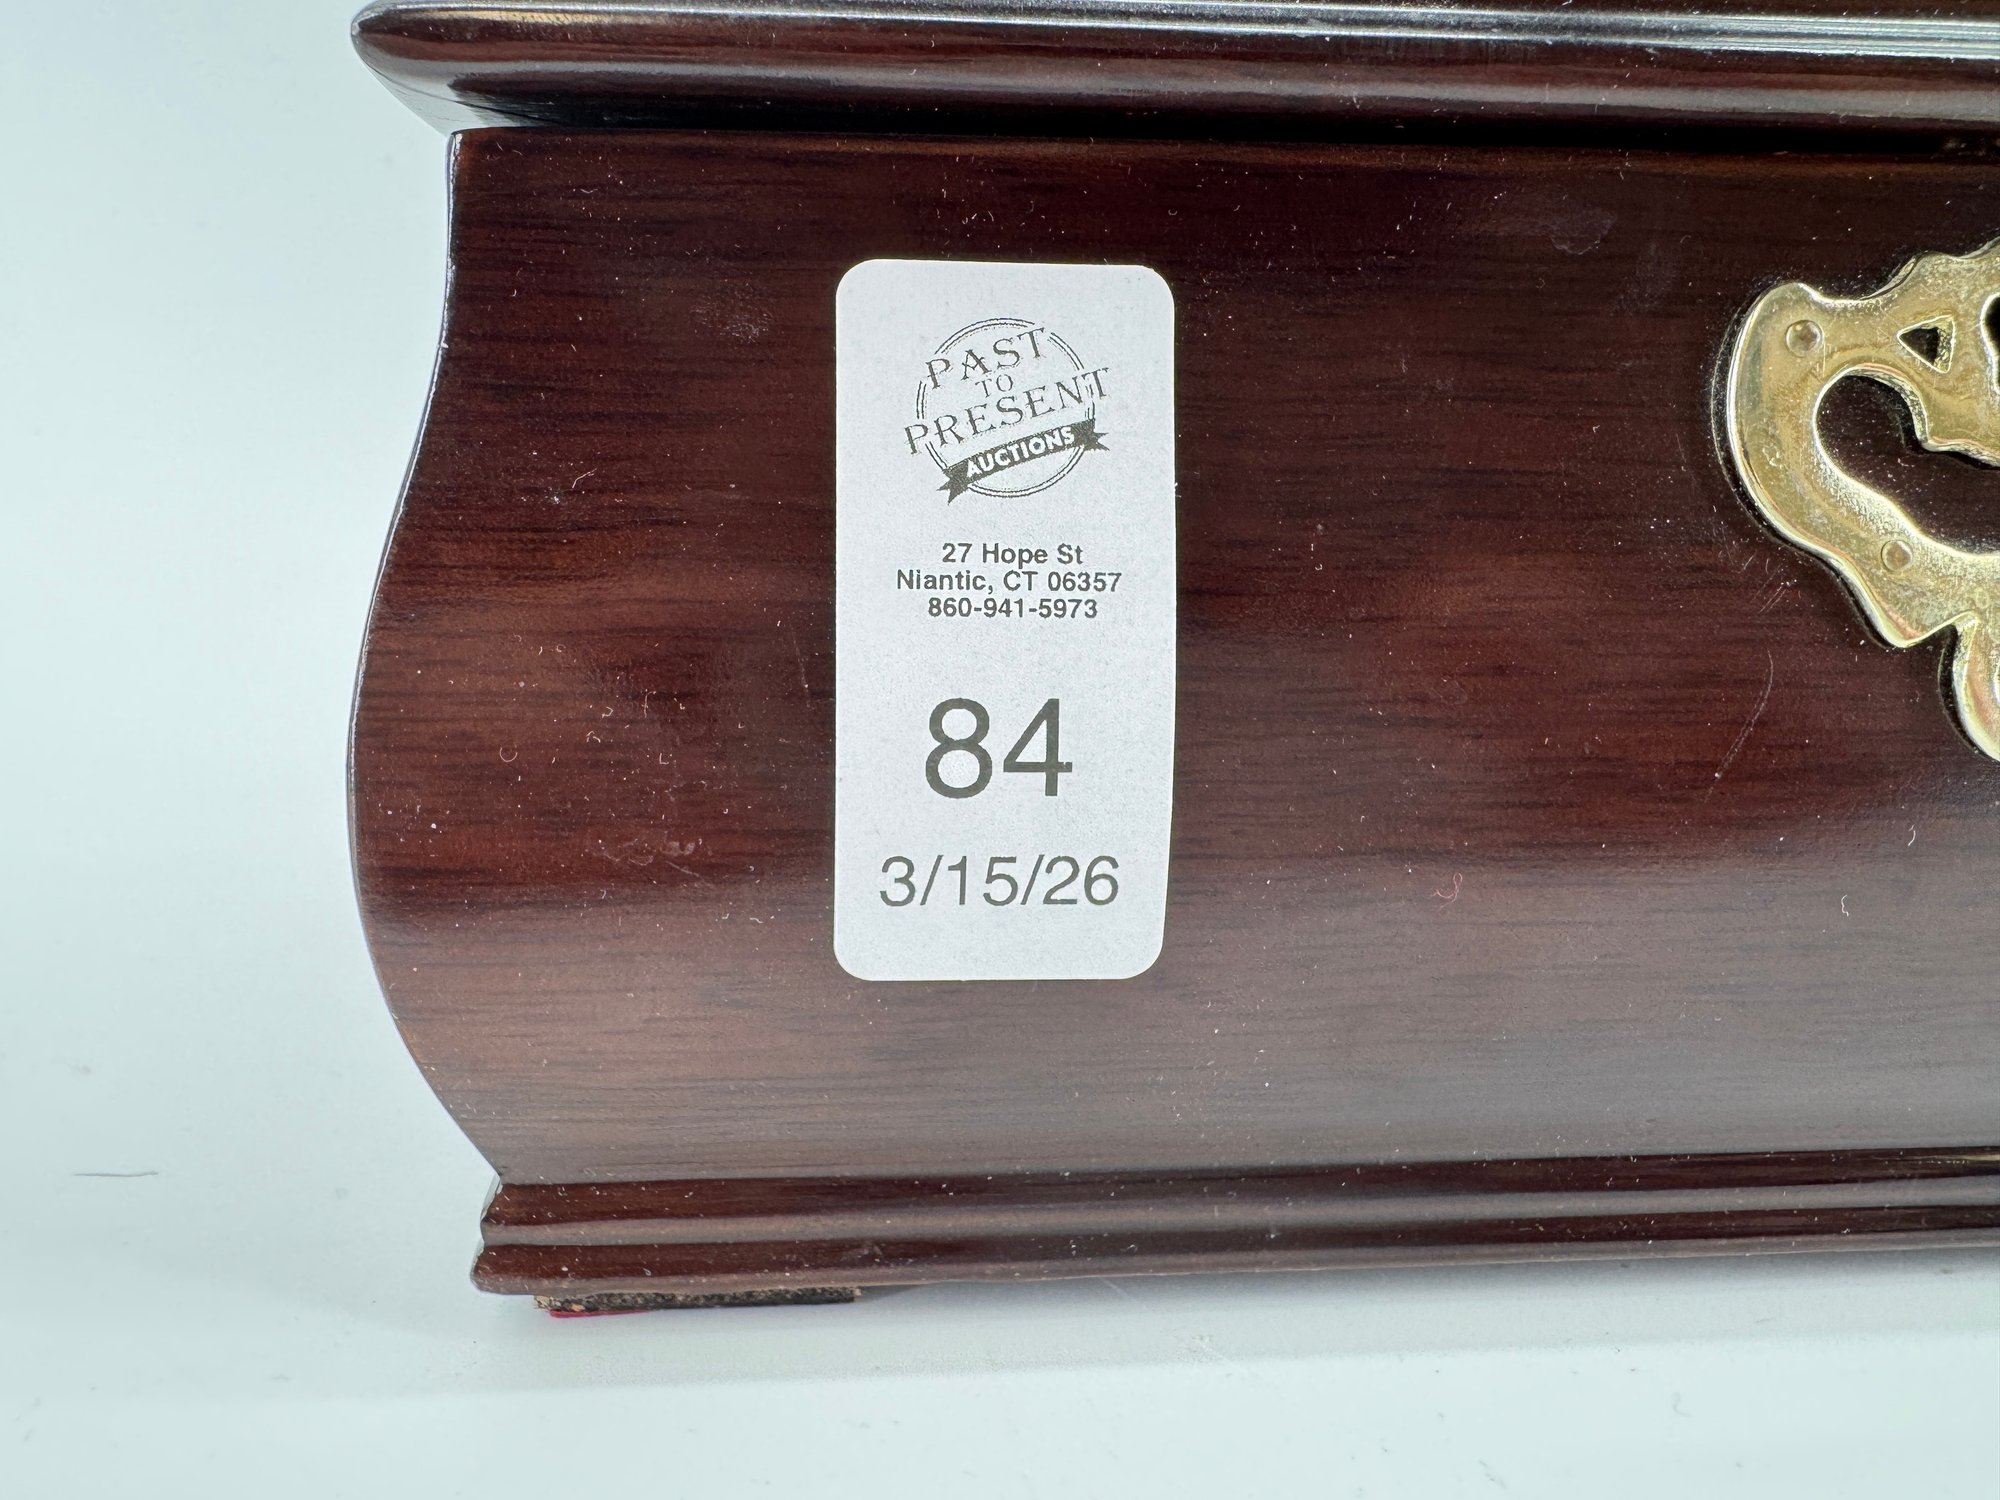 PAST
TO
PRESENT
AUCTIONS
27 Hope St
Niantic, CT 06357
860-941-5973
84
3/15/26